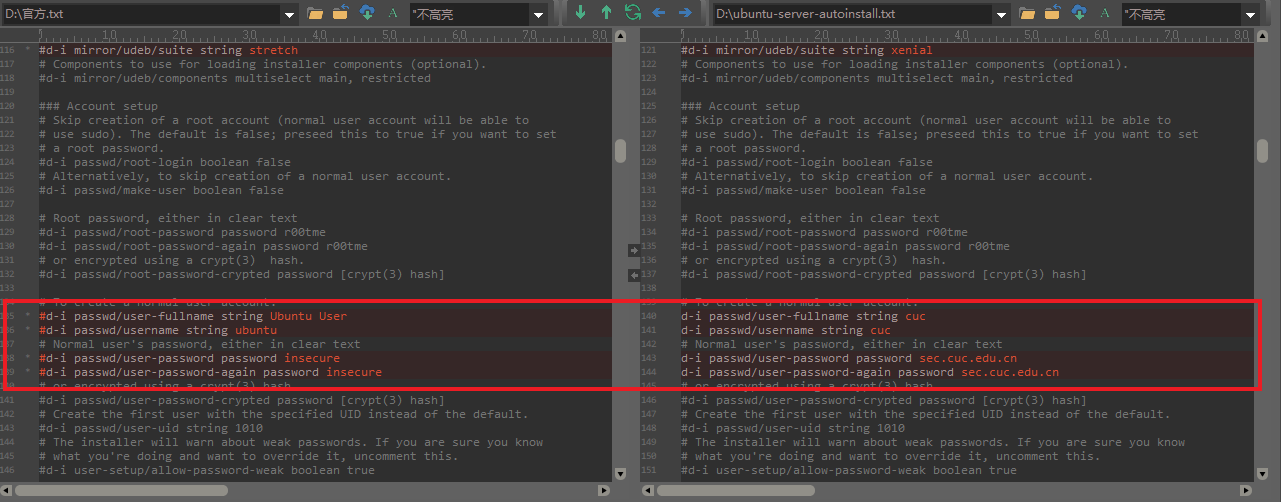 D:\官方.txt
"不高亮
D:\ubuntu-server-autoinstall.txt
"不高亮
10 20 30 40 50 60 70 80
10 20 30 40 50 60 70 80
116 * #d-i mirror/udeb/suite string stretch
117 # Components to use for loading installer components (optional).
118 #d-i mirror/udeb/components multiselect main, restricted
119
120 ### Account setup
121 # Skip creation of a root account (normal user account will be able to
122 # use sudo). The default is false; preseed this to true if you want to set
123 # a root password.
124 #d-i passwd/root-login boolean false
125 # Alternatively, to skip creation of a normal user account.
126 #d-i passwd/make-user boolean false
127
128 # Root password, either in clear text
129 #d-i passwd/root-password password r00tme
130 #d-i passwd/root-password-again password r00tme
131 # or encrypted using a crypt(3)  hash.
132 #d-i passwd/root-password-crypted password [crypt(3) hash]
# To create a normal user account.
135 * #d-i passwd/user-fullname string Ubuntu User
136 * #d-i passwd/username string ubuntu
137 # Normal user's password, either in clear text
138 * #d-i passwd/user-password password insecure
139 * #d-i passwd/user-password-again password insecure
140 # or encrypted using a crypt(3) hash
141 #d-i passwd/user-password-crypted password [crypt(3) hash]
142 # Create the first user with the specified UID instead of the default.
143 #d-i passwd/user-uid string 1010
144 # The installer will warn about weak passwords. If you are sure you know
145 # what you're doing and want to override it, uncomment this.
146 #d-i user-setup/allow-password-weak boolean true
121 #d-i mirror/udeb/suite string xenial
122 # Components to use for loading installer components (optional).
123 #d-i mirror/udeb/components multiselect main, restricted
124
125 ### Account setup
126 # Skip creation of a root account (normal user account will be able to
127 # use sudo). The default is false; preseed this to true if you want to set
128 # a root password.
129 #d-i passwd/root-login boolean false
130 # Alternatively, to skip creation of a normal user account.
131 #d-i passwd/make-user boolean false
132
133 # Root password, either in clear text
134 #d-i passwd/root-password password r00tme
135 #d-i passwd/root-password-again password r00tme
136 # or encrypted using a crypt(3)  hash.
137 #d-i passwd/root-password-crypted password [crypt(3) hash]
138
# To create a normal user account.
140 d-i passwd/user-fullname string cuc
141 d-i passwd/username string cuc
142 # Normal user's password, either in clear text
143 d-i passwd/user-password password sec.cuc.edu.cn
144 d-i passwd/user-password-again password sec.cuc.edu.cn
145 # or encrypted using a crypt(3) hash
146 #d-i passwd/user-password-crypted password [crypt(3) hash]
147 # Create the first user with the specified UID instead of the default.
148 #d-i passwd/user-uid string 1010
149 # The installer will warn about weak passwords. If you are sure you know
150 # what you're doing and want to override it, uncomment this.
151 #d-i user-setup/allow-password-weak boolean true